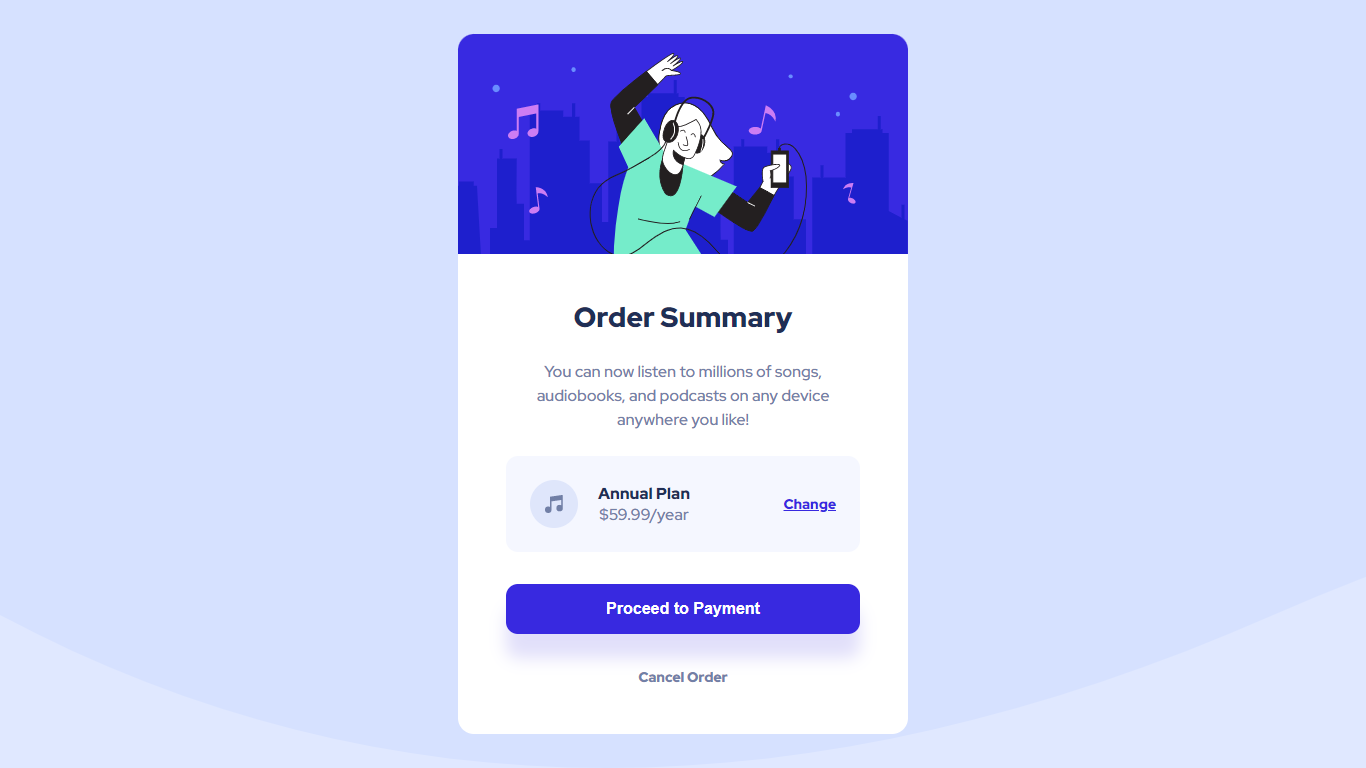 Order Summary
You can now listen to millions of songs,
audiobooks, and podcasts on any device
anywhere you like!
Annual Plan
$59.99/year
Change
Proceed to Payment
Cancel Order